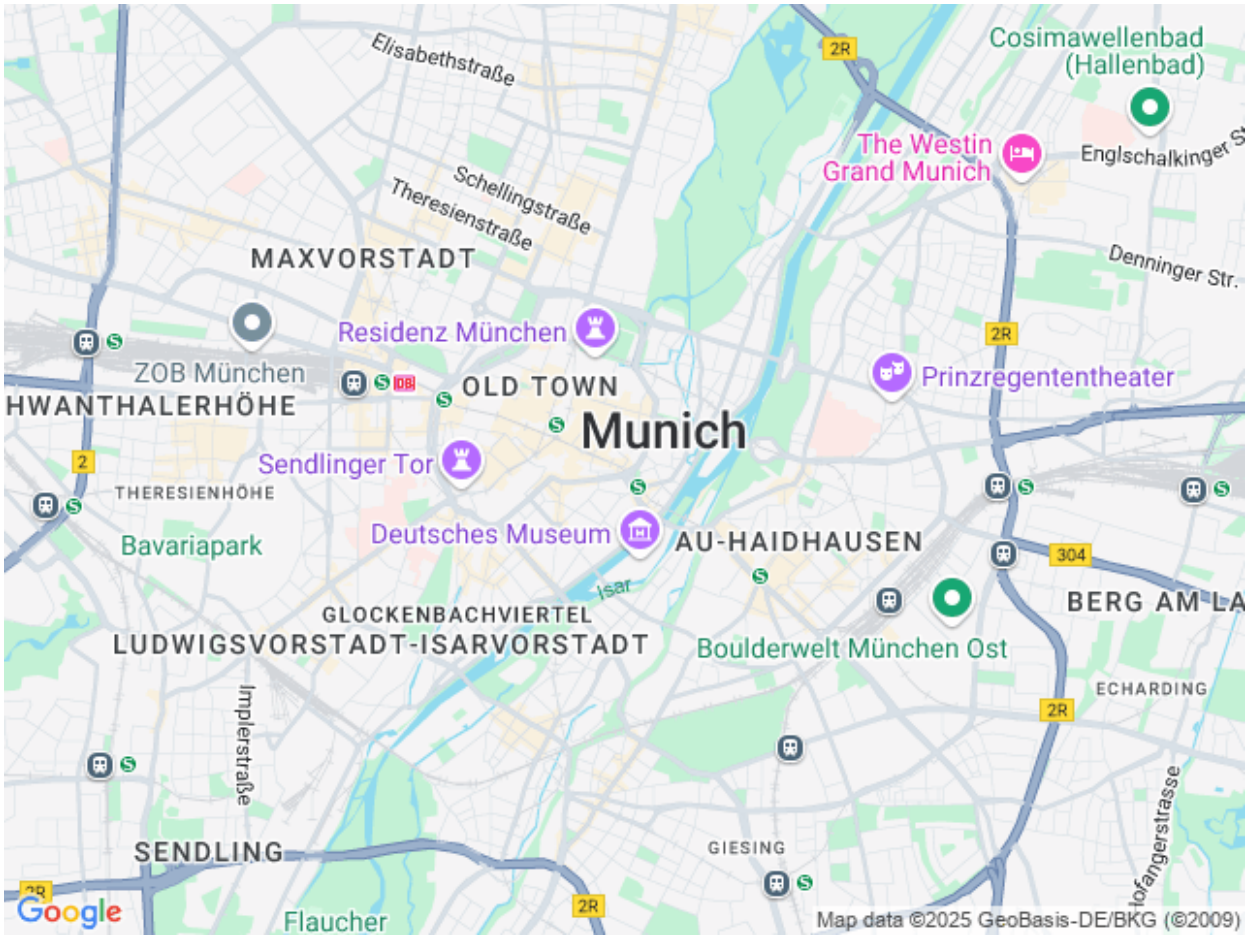 Elisabethstraße
2R
Cosimawellenbad
(Hallenbad)
The Westin
Grand Munich
Englschalkinger St
Schellingstraße
Theresienstraße
MAXVORSTADT
Denninger Str.
Residenz München
2R
ZOB München
S
S
DB
S
OLD TOWN
Prinzregententheater
HWANTHALERHÖHE
S
Munich
2
Sendlinger Tor
THERESIENHÖHE
S
S
S
S
Deutsches Museum
AU-HAIDHAUSEN
Bavariapark
304
S
Isar
GLOCKENBACHVIERTEL
BERG AM LA
LUDWIGSVORSTADT-ISARVORSTADT
Boulderwelt München Ost
ECHARDING
Implerstraße
2R
S
Hofangerstrasse
SENDLING
GIESING
S
2R
2R
Google
Flaucher
Map data ©2025 GeoBasis-DE/BKG (©2009)